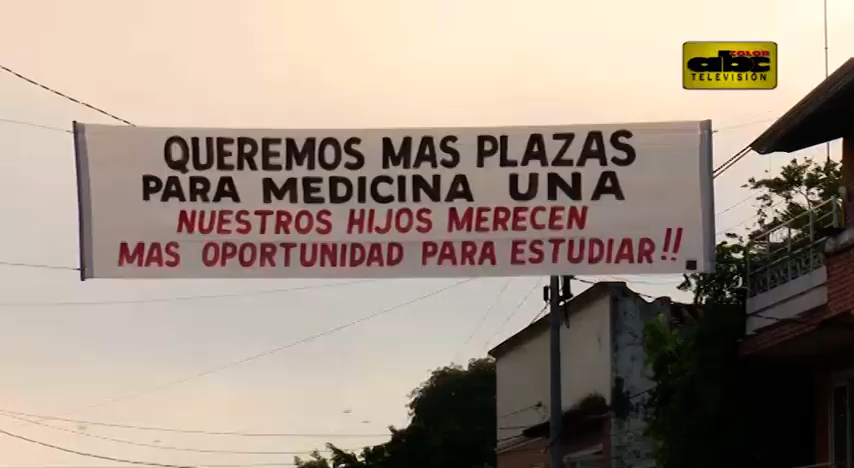 COLOR
abc
TELEVISIÓN
QUEREMOS MAS PLAZAS
PARA MEDICINA UNA
NUESTROS HIJOS MERECEN
MAS OPORTUNIDAD PARA ESTUDIAR!!